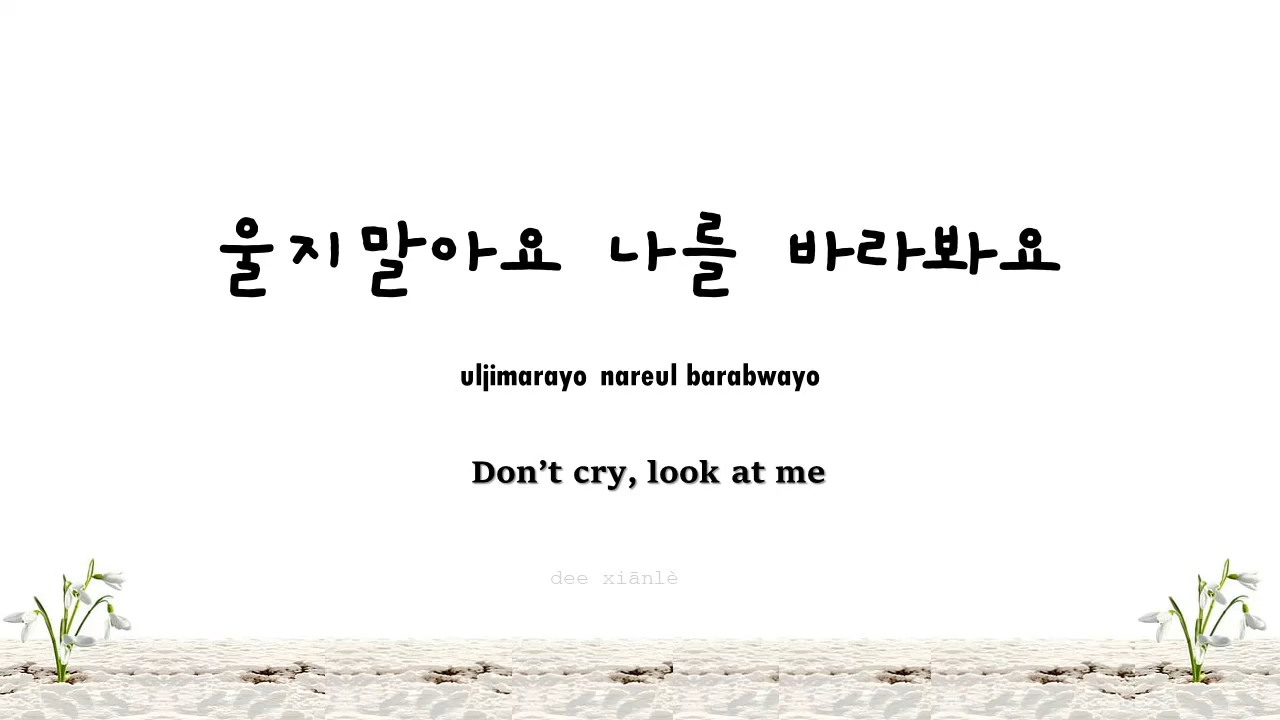 울지말아요 나를 바라봐요
uljimarayo nareul barabwayo
Don’t cry, look at me
dee xiānlè